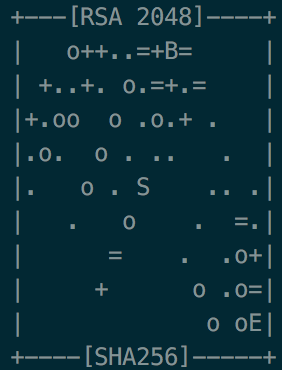 +---[RSA 2048]----+
|   o++..=+B=     |
| +..+. o.=+.=    |
|+.oo  o .o.+ .   |
|.o.  o . ..   .  |
|.   o . S    .. .|
|   .   o    .  =.|
|      =    .  .o+|
|     +      o .o=|
|             o oE|
+----[SHA256]-----+